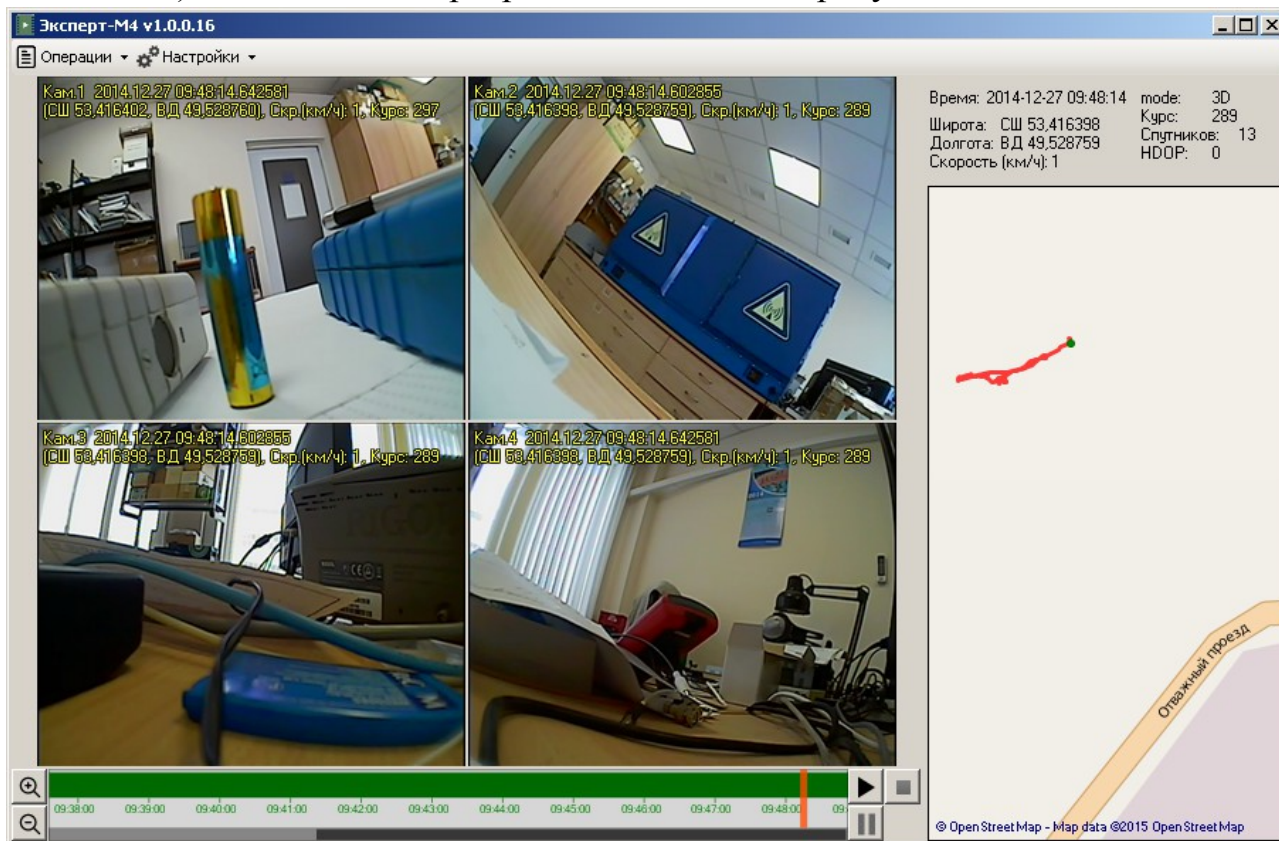 Эксперт-М4 v1.0.0.16
Операции Настройки
Кам.1 2014.12.27 09:48:14.642581
(СШ 53,416402, ВД 49,528760), Скр.(км/ч): 1, Курс: 297
Кам.2 2014.12.27 09:48:14.602855
(СШ 53,416398, ВД 49,528759), Скр.(км/ч): 1, Курс: 289
Кам.3 2014.12.27 09:48:14.602855
(СШ 53,416398, ВД 49,528759), Скр.(км/ч): 1, Курс: 289
RIGOL
Кам.4 2014.12.27 09:48:14.642581
(СШ 53,416398, ВД 49,528759), Скр.(км/ч): 1, Курс: 289
09:38:00 09:39:00 09:40:00 09:41:00 09:42:00 09:43:00 09:44:00 09:45:00 09:46:00 09:47:00 09:48:00 09:
Время: 2014-12-27 09:48:14 mode: 3D
Курс: 289
Широта: СШ 53,416398
Спутников: 13
Долгота: ВД 49,528759
HDOP: 0
Скорость (км/ч): 1
Отважный проезд
© OpenStreetMap - Map data ©2015 OpenStreetMap